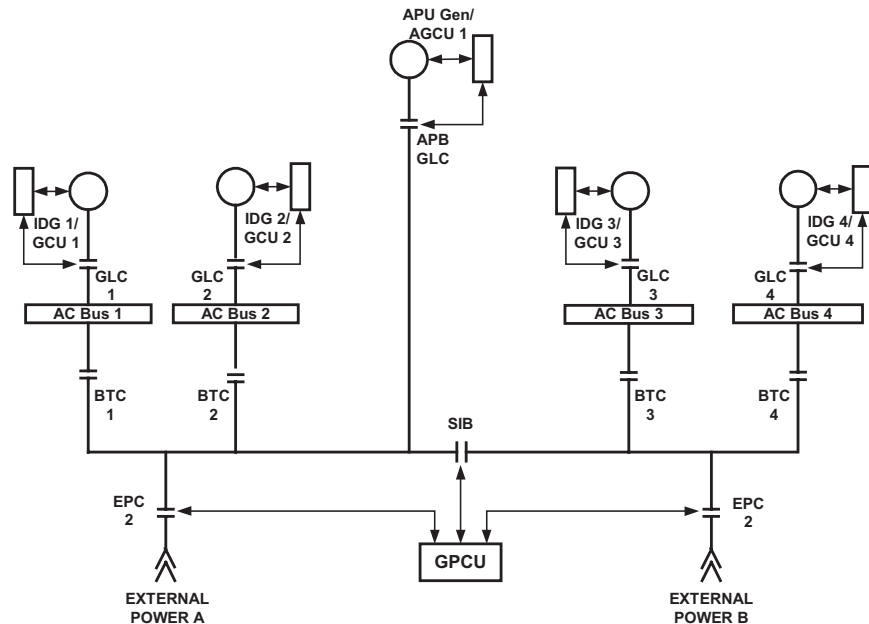 APU Gen/
AGCU 1
APB
GLC
IDG 1/
GCU 1
IDG 2/
GCU 2
IDG 3/
GCU 3
IDG 4/
GCU 4
GLC
1
GLC
2
GLC
3
GLC
4
AC Bus 1
AC Bus 2
AC Bus 3
AC Bus 4
BTC
1
BTC
2
BTC
3
BTC
4
SIB
EPC
2
EPC
2
GPCU
EXTERNAL
POWER A
EXTERNAL
POWER B